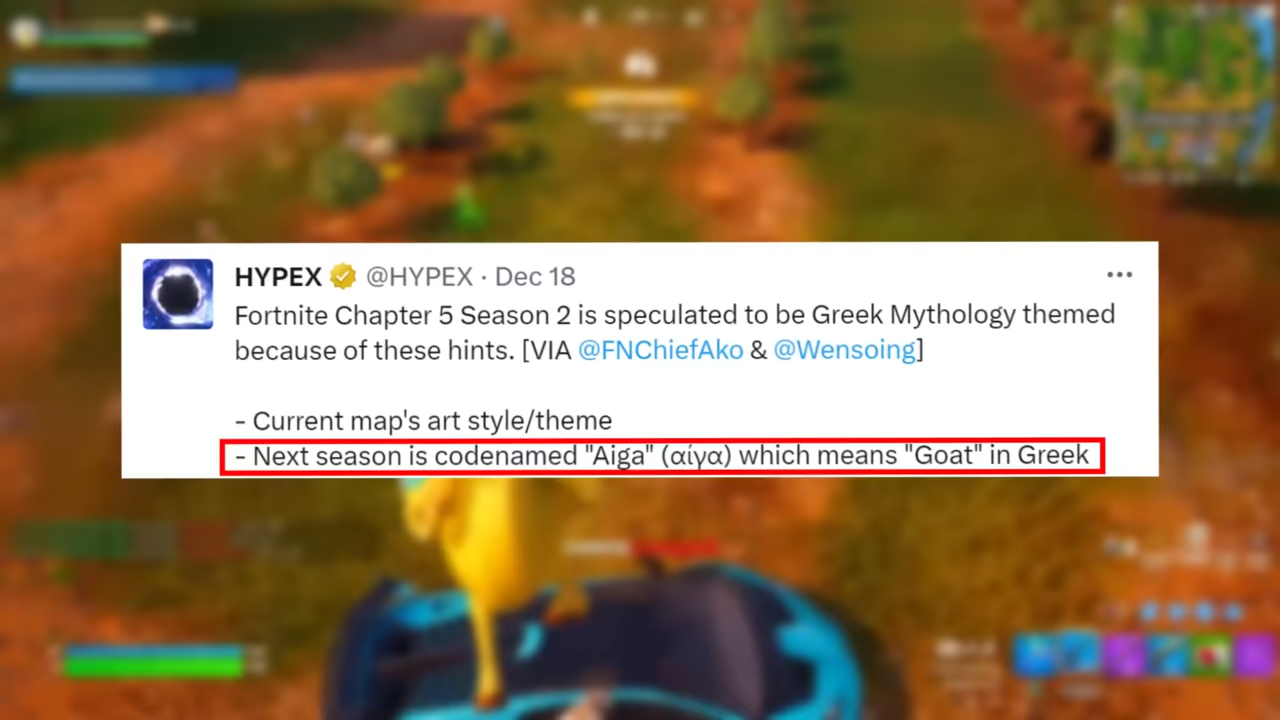 HYPEX @HYPEX · Dec 18
Fortnite Chapter 5 Season 2 is speculated to be Greek Mythology themed
because of these hints. [VIA @FNChiefAko & @Wensoing]
- Current map's art style/theme
- Next season is codenamed "Aiga" (αίγα) which means "Goat" in Greek